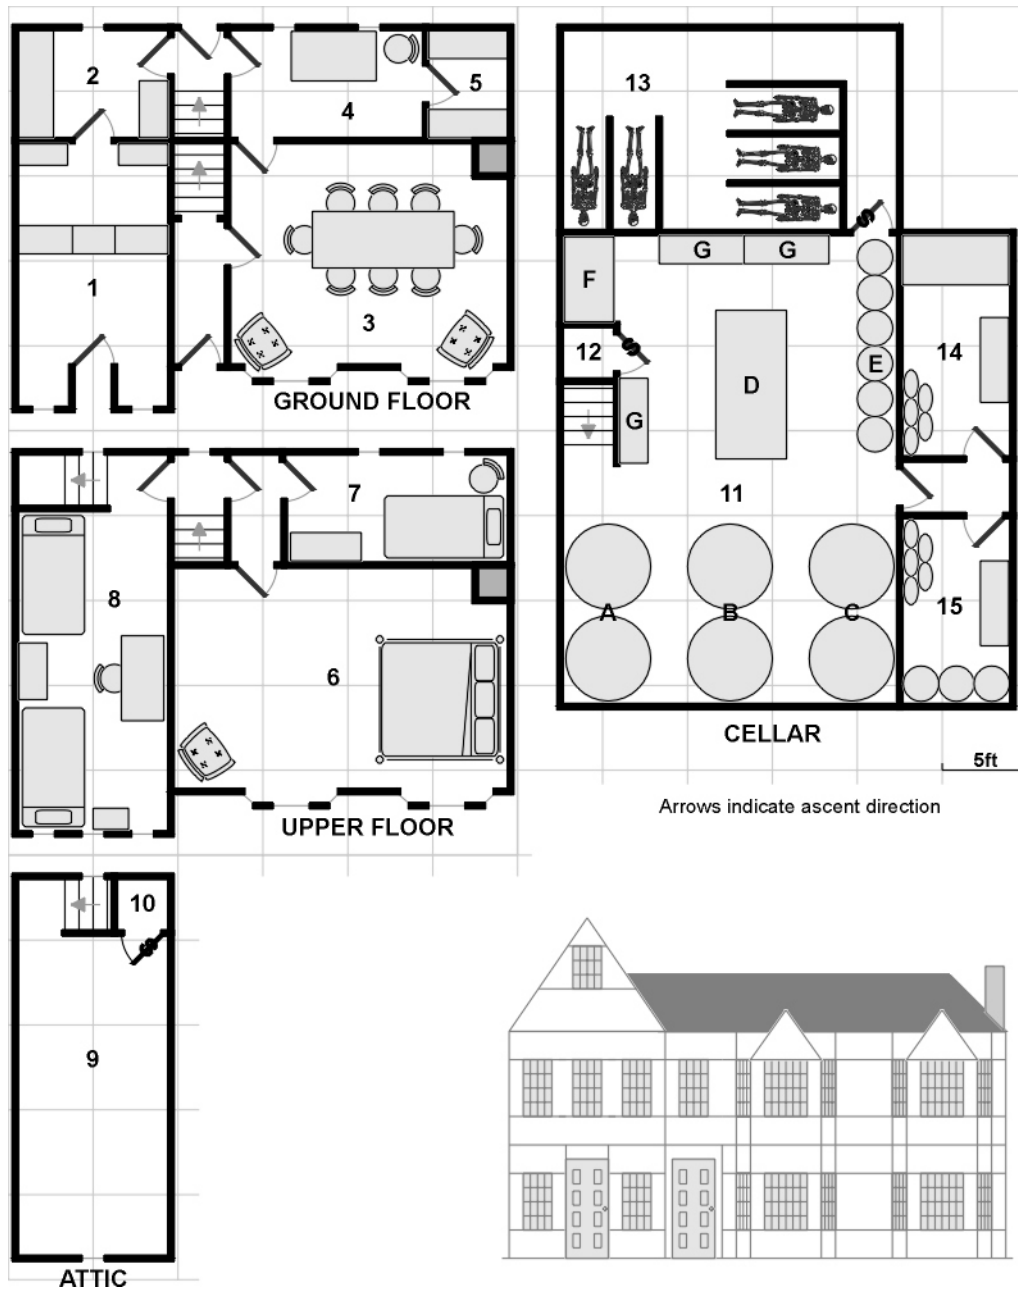 2
4
5
1
3
GROUND FLOOR
13
G G
F
12
E
14
D
G
11
A B C
15
CELLAR
5ft
Arrows indicate ascent direction
7
8
6
UPPER FLOOR
10
9
ATTIC
S
S
S